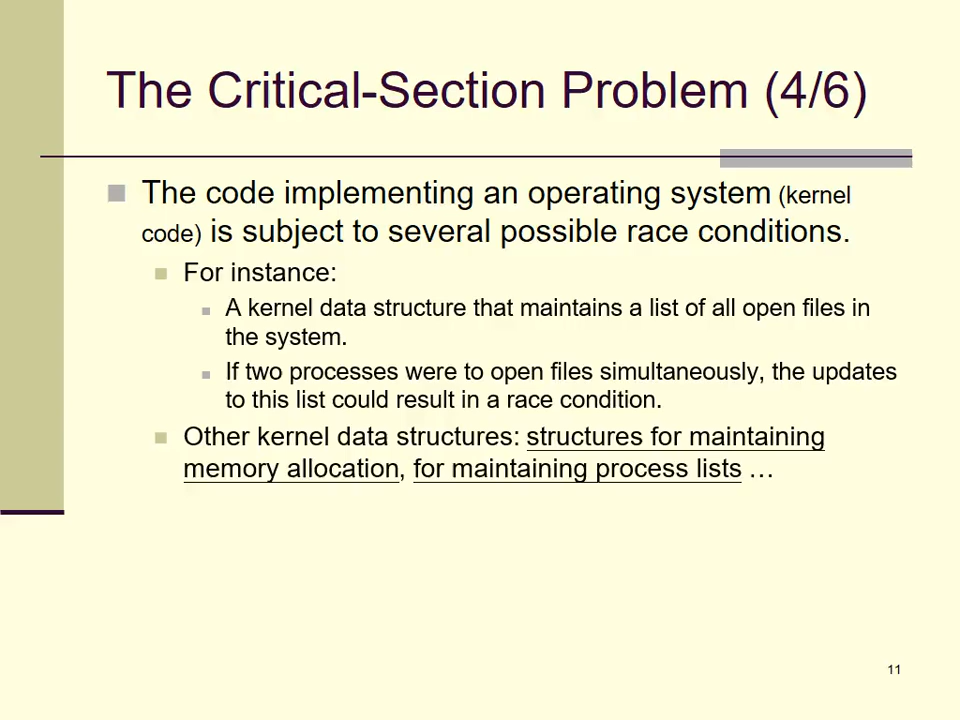 The Critical-Section Problem (4/6)
The code implementing an operating system (kernel
code) is subject to several possible race conditions.
For instance:
A kernel data structure that maintains a list of all open files in
the system.
If two processes were to open files simultaneously, the updates
to this list could result in a race condition.
Other kernel data structures: structures for maintaining
memory allocation, for maintaining process lists …
11